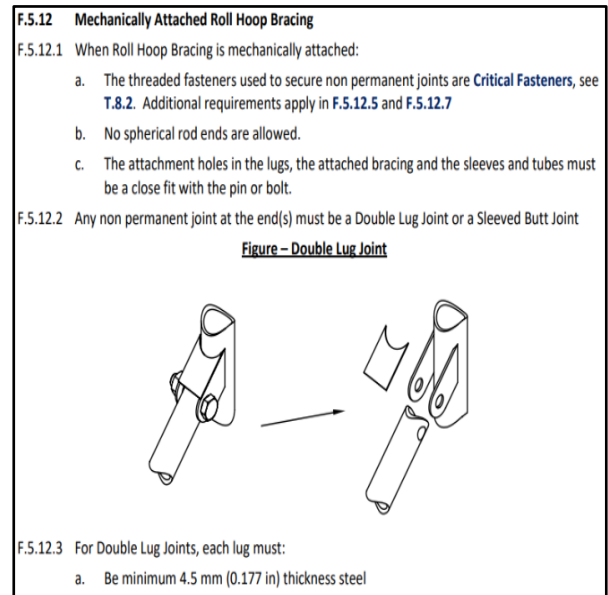 F.5.12 Mechanically Attached Roll Hoop Bracing
F.5.12.1 When Roll Hoop Bracing is mechanically attached:
a. The threaded fasteners used to secure non permanent joints are Critical Fasteners, see
T.8.2. Additional requirements apply in F.5.12.5 and F.5.12.7
b. No spherical rod ends are allowed.
c. The attachment holes in the lugs, the attached bracing and the sleeves and tubes must
be a close fit with the pin or bolt.
F.5.12.2 Any non permanent joint at the end(s) must be a Double Lug Joint or a Sleeved Butt Joint
Figure – Double Lug Joint
F.5.12.3 For Double Lug Joints, each lug must:
a. Be minimum 4.5 mm (0.177 in) thickness steel